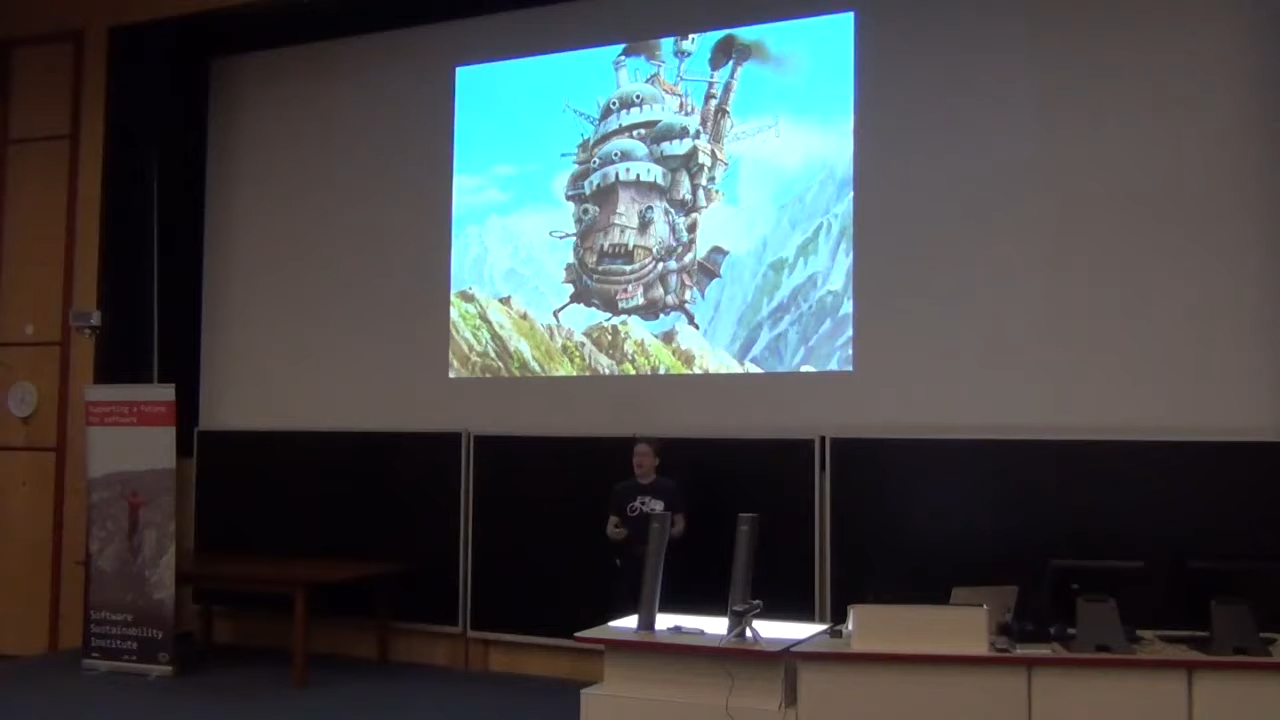 Supporting a future
for software
Software
Sustainability
Institute